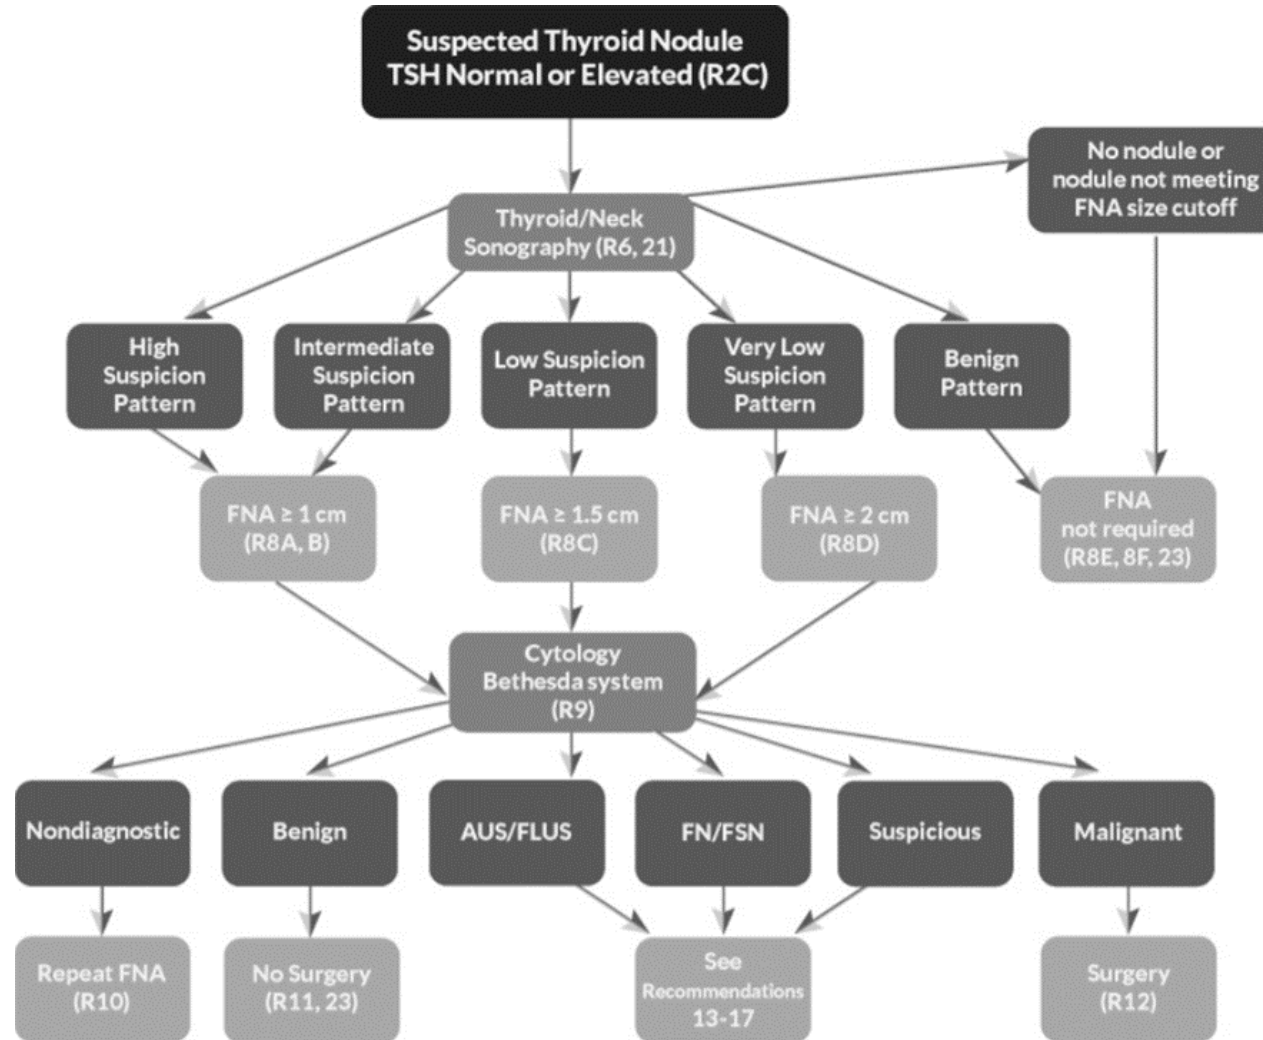 Suspected Thyroid Nodule
TSH Normal or Elevated (R2C)
No nodule or
nodule not meeting
FNA size cutoff
Thyroid/Neck
Sonography (R6, 21)
High
Suspicion
Pattern
Intermediate
Suspicion
Pattern
Low Suspicion
Pattern
Very Low
Suspicion
Pattern
Benign
Pattern
FNA ≥ 1 cm
(R8A, B)
FNA ≥ 1.5 cm
(R8C)
FNA ≥ 2 cm
(R8D)
FNA
not required
(R8E, 8F, 23)
Cytology
Bethesda system
(R9)
Nondiagnostic
Benign
AUS/FLUS
FN/FSN
Suspicious
Malignant
Repeat FNA
(R10)
No Surgery
(R11, 23)
See
Recommendations
13-17
Surgery
(R12)